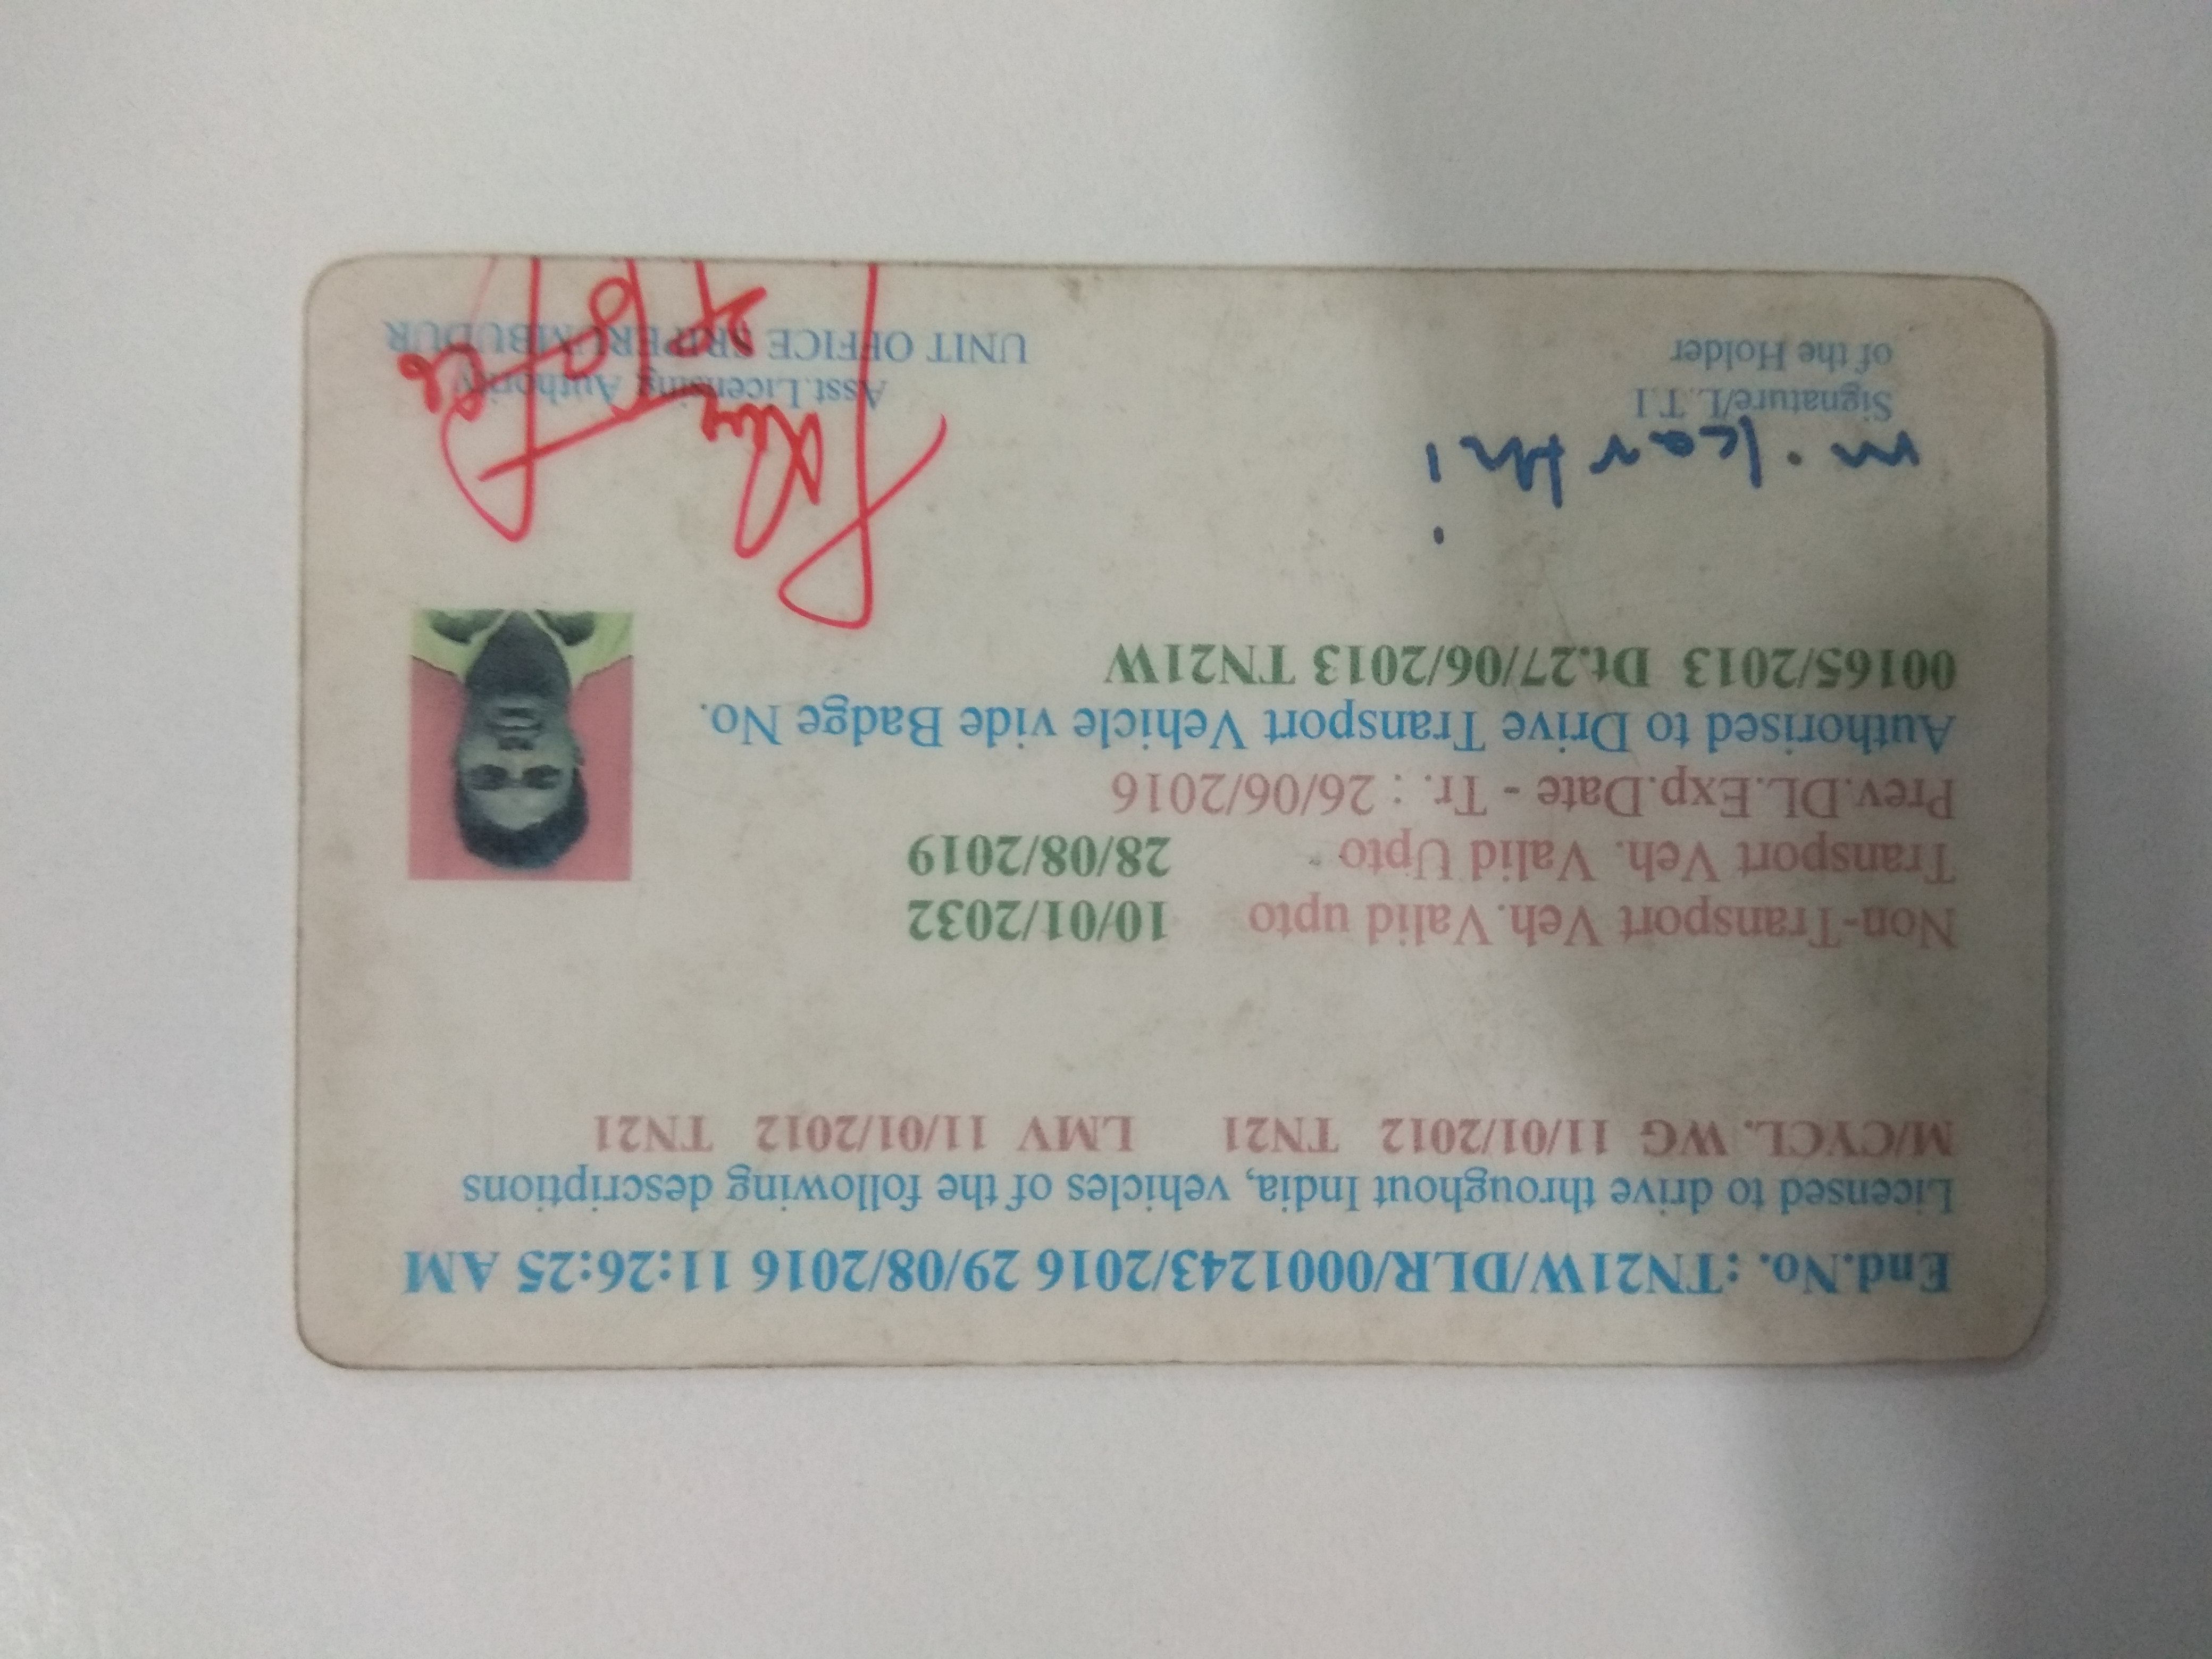 End.No. : TN21W/DLR/0001243/2016 29/08/2016 11:26:25 AM
Licensed to drive throughout India, vehicles of the following descriptions
M/CYCL. WG 11/01/2012 TN21 LMV 11/01/2012 TN21
Non-Transport Veh.Valid upto 10/01/2032
Transport Veh. Valid Upto 28/08/2019
Prev.DL.Exp.Date - Tr. : 26/06/2016
Authorised to Drive Transport Vehicle vide Badge No.
00165/2013 Dt.27/06/2013 TN21W
m. karthi
Signature/L.T.I
of the Holder
Asst.Licensing Authority
UNIT OFFICE SRIPERUMBUDUR